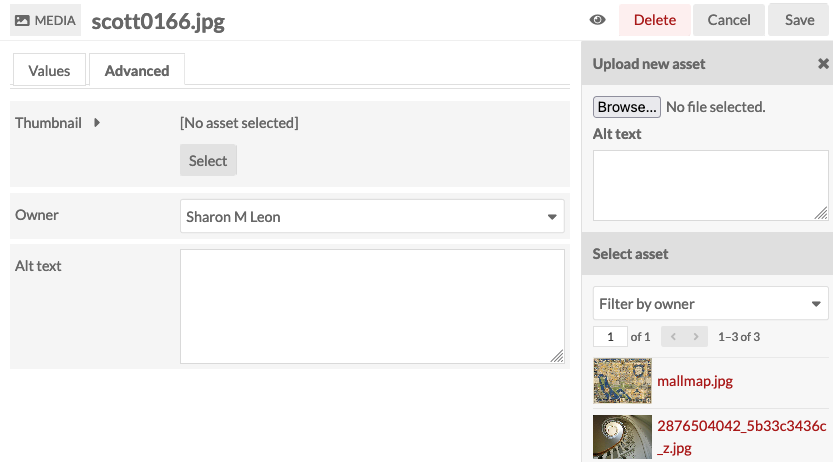 MEDIA scott0166.jpg Delete Cancel Save
Values Advanced
Thumbnail [No asset selected]
Select
Owner Sharon M Leon
Alt text
Upload new asset
Browse... No file selected.
Alt text
Select asset
Filter by owner
1 of 1 1–3 of 3
mallmap.jpg
2876504042_5b33c3436c
_z.jpg